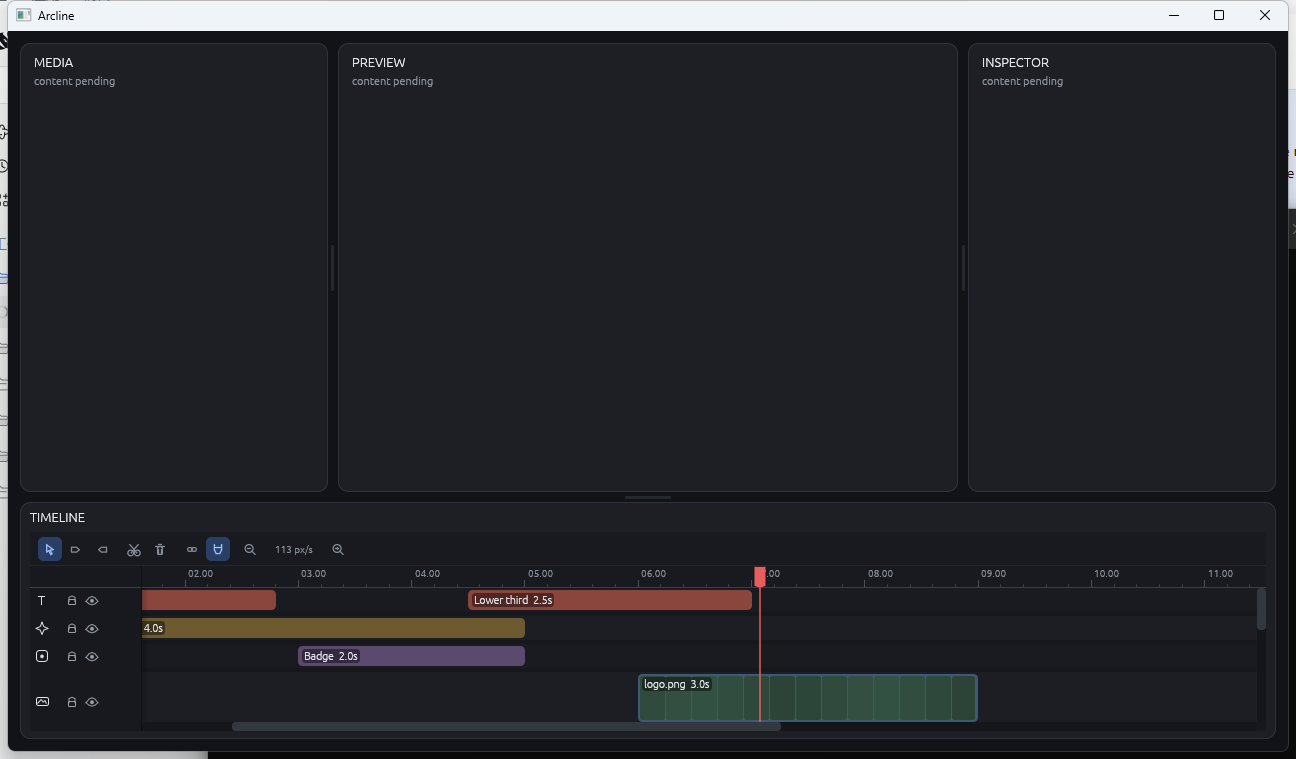 Arcline
MEDIA
content pending
PREVIEW
content pending
INSPECTOR
content pending
TIMELINE
113 px/s
02.00 03.00 04.00 05.00 06.00 .00 08.00 09.00 10.00 11.00
T
Lower third 2.5s
4.0s
Badge 2.0s
logo.png 3.0s